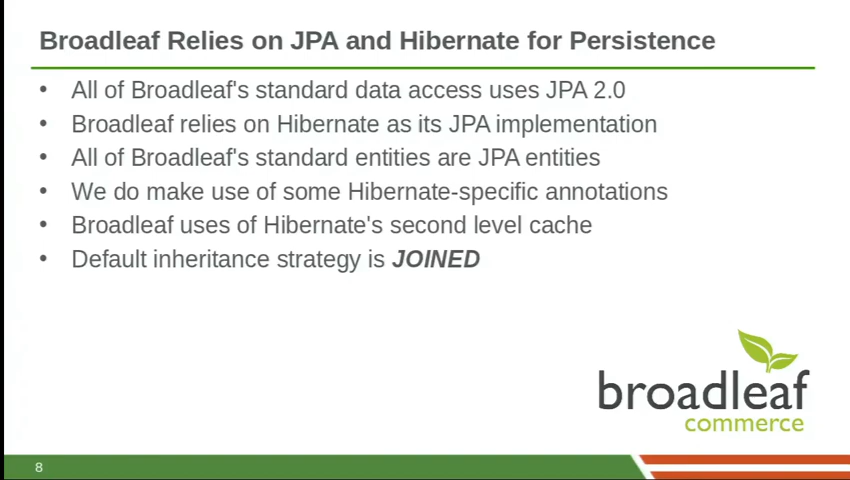 Broadleaf Relies on JPA and Hibernate for Persistence
• All of Broadleaf's standard data access uses JPA 2.0
• Broadleaf relies on Hibernate as its JPA implementation
• All of Broadleaf's standard entities are JPA entities
• We do make use of some Hibernate-specific annotations
• Broadleaf uses of Hibernate's second level cache
• Default inheritance strategy is JOINED
broadleaf
commerce
8